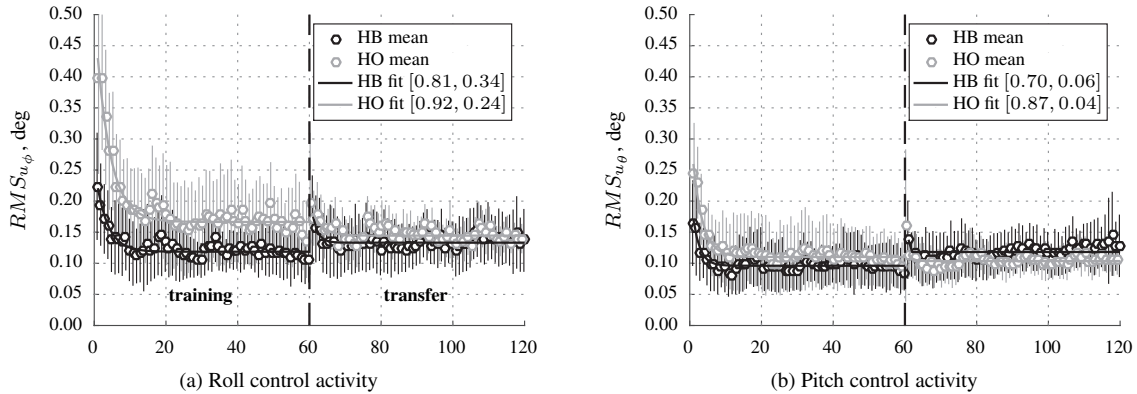 0.50
0.45
0.40
0.35
0.30
0.25
0.20
0.15
0.10
0.05
0.00
RMS_{u_ϕ}, deg
HB mean
HO mean
HB fit [0.81, 0.34]
HO fit [0.92, 0.24]
training
transfer
0 20 40 60 80 100 120
(a) Roll control activity
0.50
0.45
0.40
0.35
0.30
0.25
0.20
0.15
0.10
0.05
0.00
RMS_{u_θ}, deg
HB mean
HO mean
HB fit [0.70, 0.06]
HO fit [0.87, 0.04]
0 20 40 60 80 100 120
(b) Pitch control activity